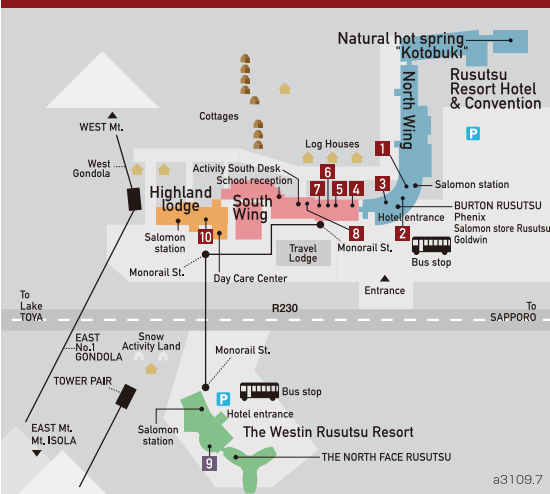 Natural hot spring
"Kotobuki"
Rusutsu
Resort Hotel
& Convention
North Wing
P
WEST Mt.
Cottages
Log Houses
West
Gondola
1
6
Activity South Desk
School reception
7
5
4
3
Salomon station
Highland
lodge
South
Wing
Hotel entrance
BURTON RUSUTSU
Phenix
Salomon store Rusutsu
Goldwin
8
2
10
Salomon
station
Travel
Lodge
Monorail St.
Bus stop
Monorail St.
Day Care Center
Entrance
To
Lake
TOYA
R230
To
SAPPORO
EAST
No.1
GONDOLA
Snow
Activity Land
Monorail St.
TOWER PAIR
P
Bus stop
Hotel entrance
EAST Mt.
Mt. ISOLA
Salomon
station
The Westin Rusutsu Resort
9
THE NORTH FACE RUSUTSU
a3109.7